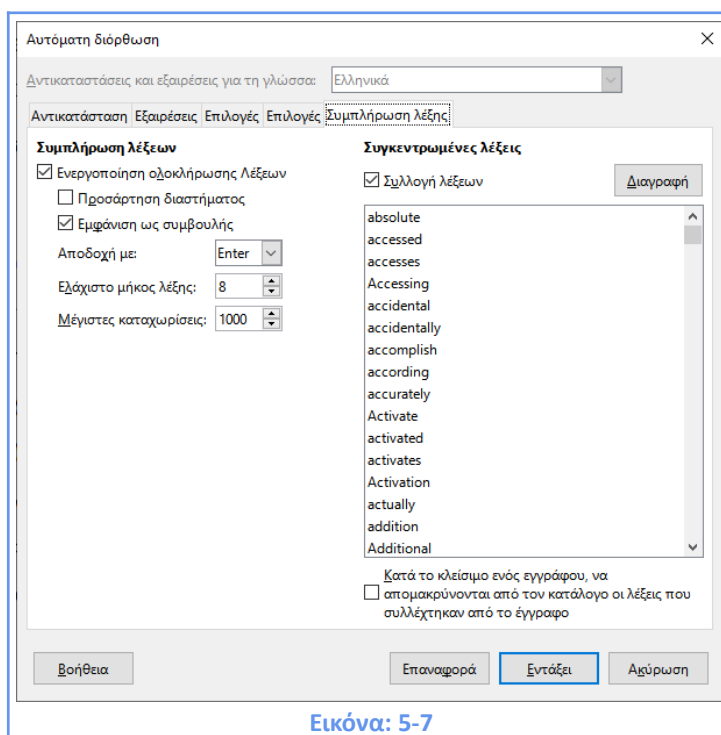 Αυτόματη διόρθωση
Αντικαταστάσεις και εξαιρέσεις για τη γλώσσα: Ελληνικά
Αντικατάσταση Εξαιρέσεις Επιλογές Επιλογές Συμπλήρωση λέξης
Συμπλήρωση λέξεων
Ενεργοποίηση ολοκλήρωσης Λέξεων
Προσάρτηση διαστήματος
Εμφάνιση ως συμβουλής
Αποδοχή με: Enter
Ελάχιστο μήκος λέξης: 8
Μέγιστες καταχωρίσεις: 1000
Συγκεντρωμένες λέξεις
Συλλογή λέξεων Διαγραφή
absolute
accessed
accesses
Accessing
accidental
accidentally
accomplish
according
accurately
Activate
activated
activates
Activation
actually
addition
Additional
Κατά το κλείσιμο ενός εγγράφου, να
απομακρύνονται από τον κατάλογο οι λέξεις που
συλλέχτηκαν από το έγγραφο
Βοήθεια Επαναφορά Εντάξει Ακύρωση
Εικόνα: 5-7